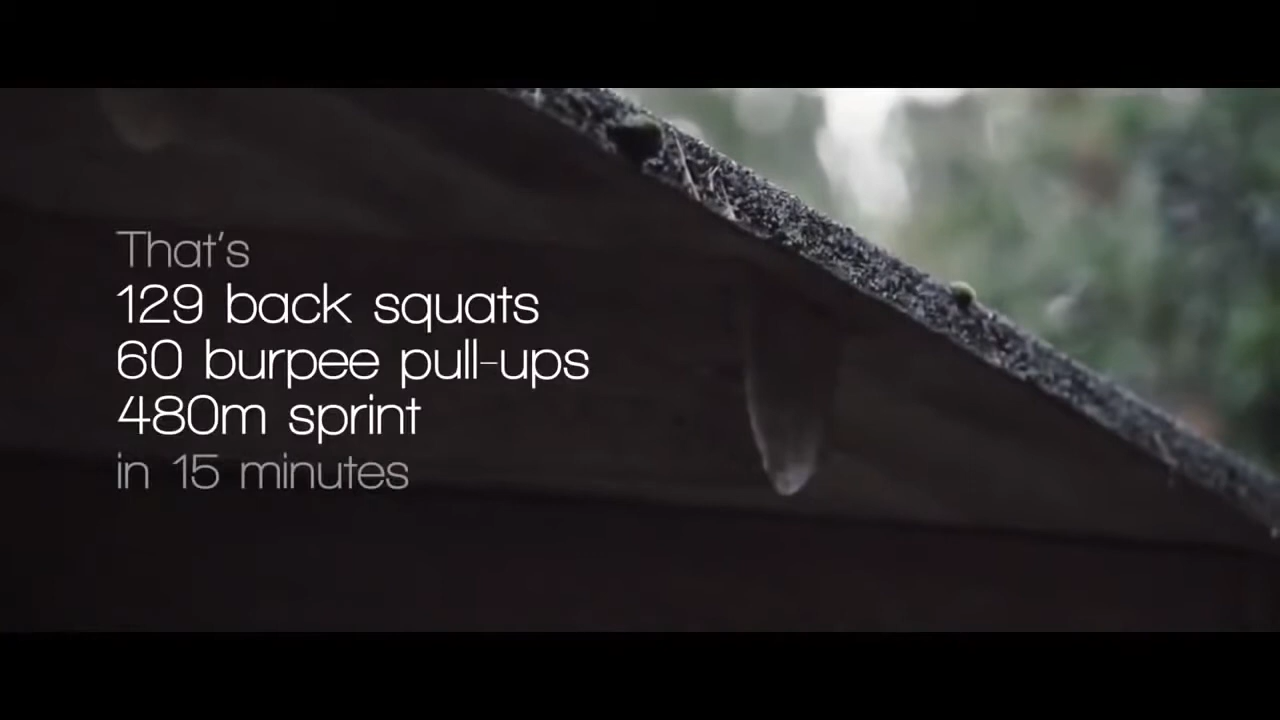 That's
129 back squats
60 burpee pull-ups
480m sprint
in 15 minutes